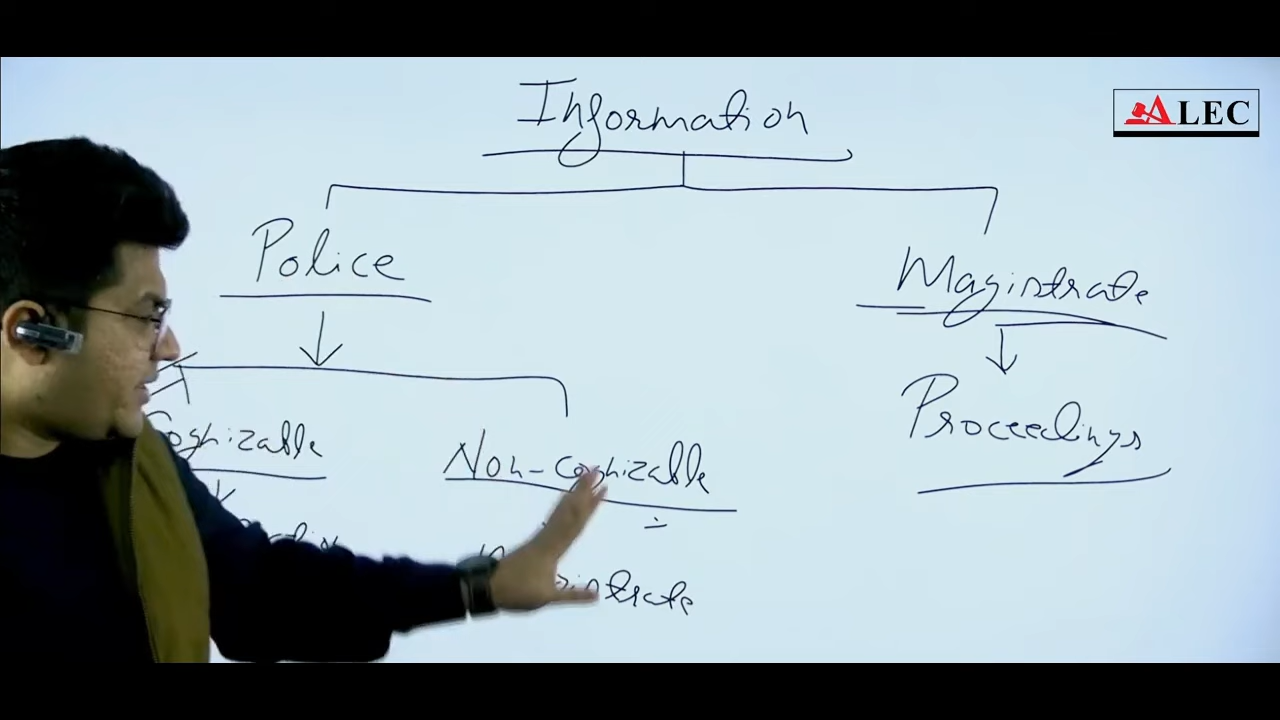 Information
ALEC
Police
Magistrate
Proceedings
Cognizable
Non-Cognizable